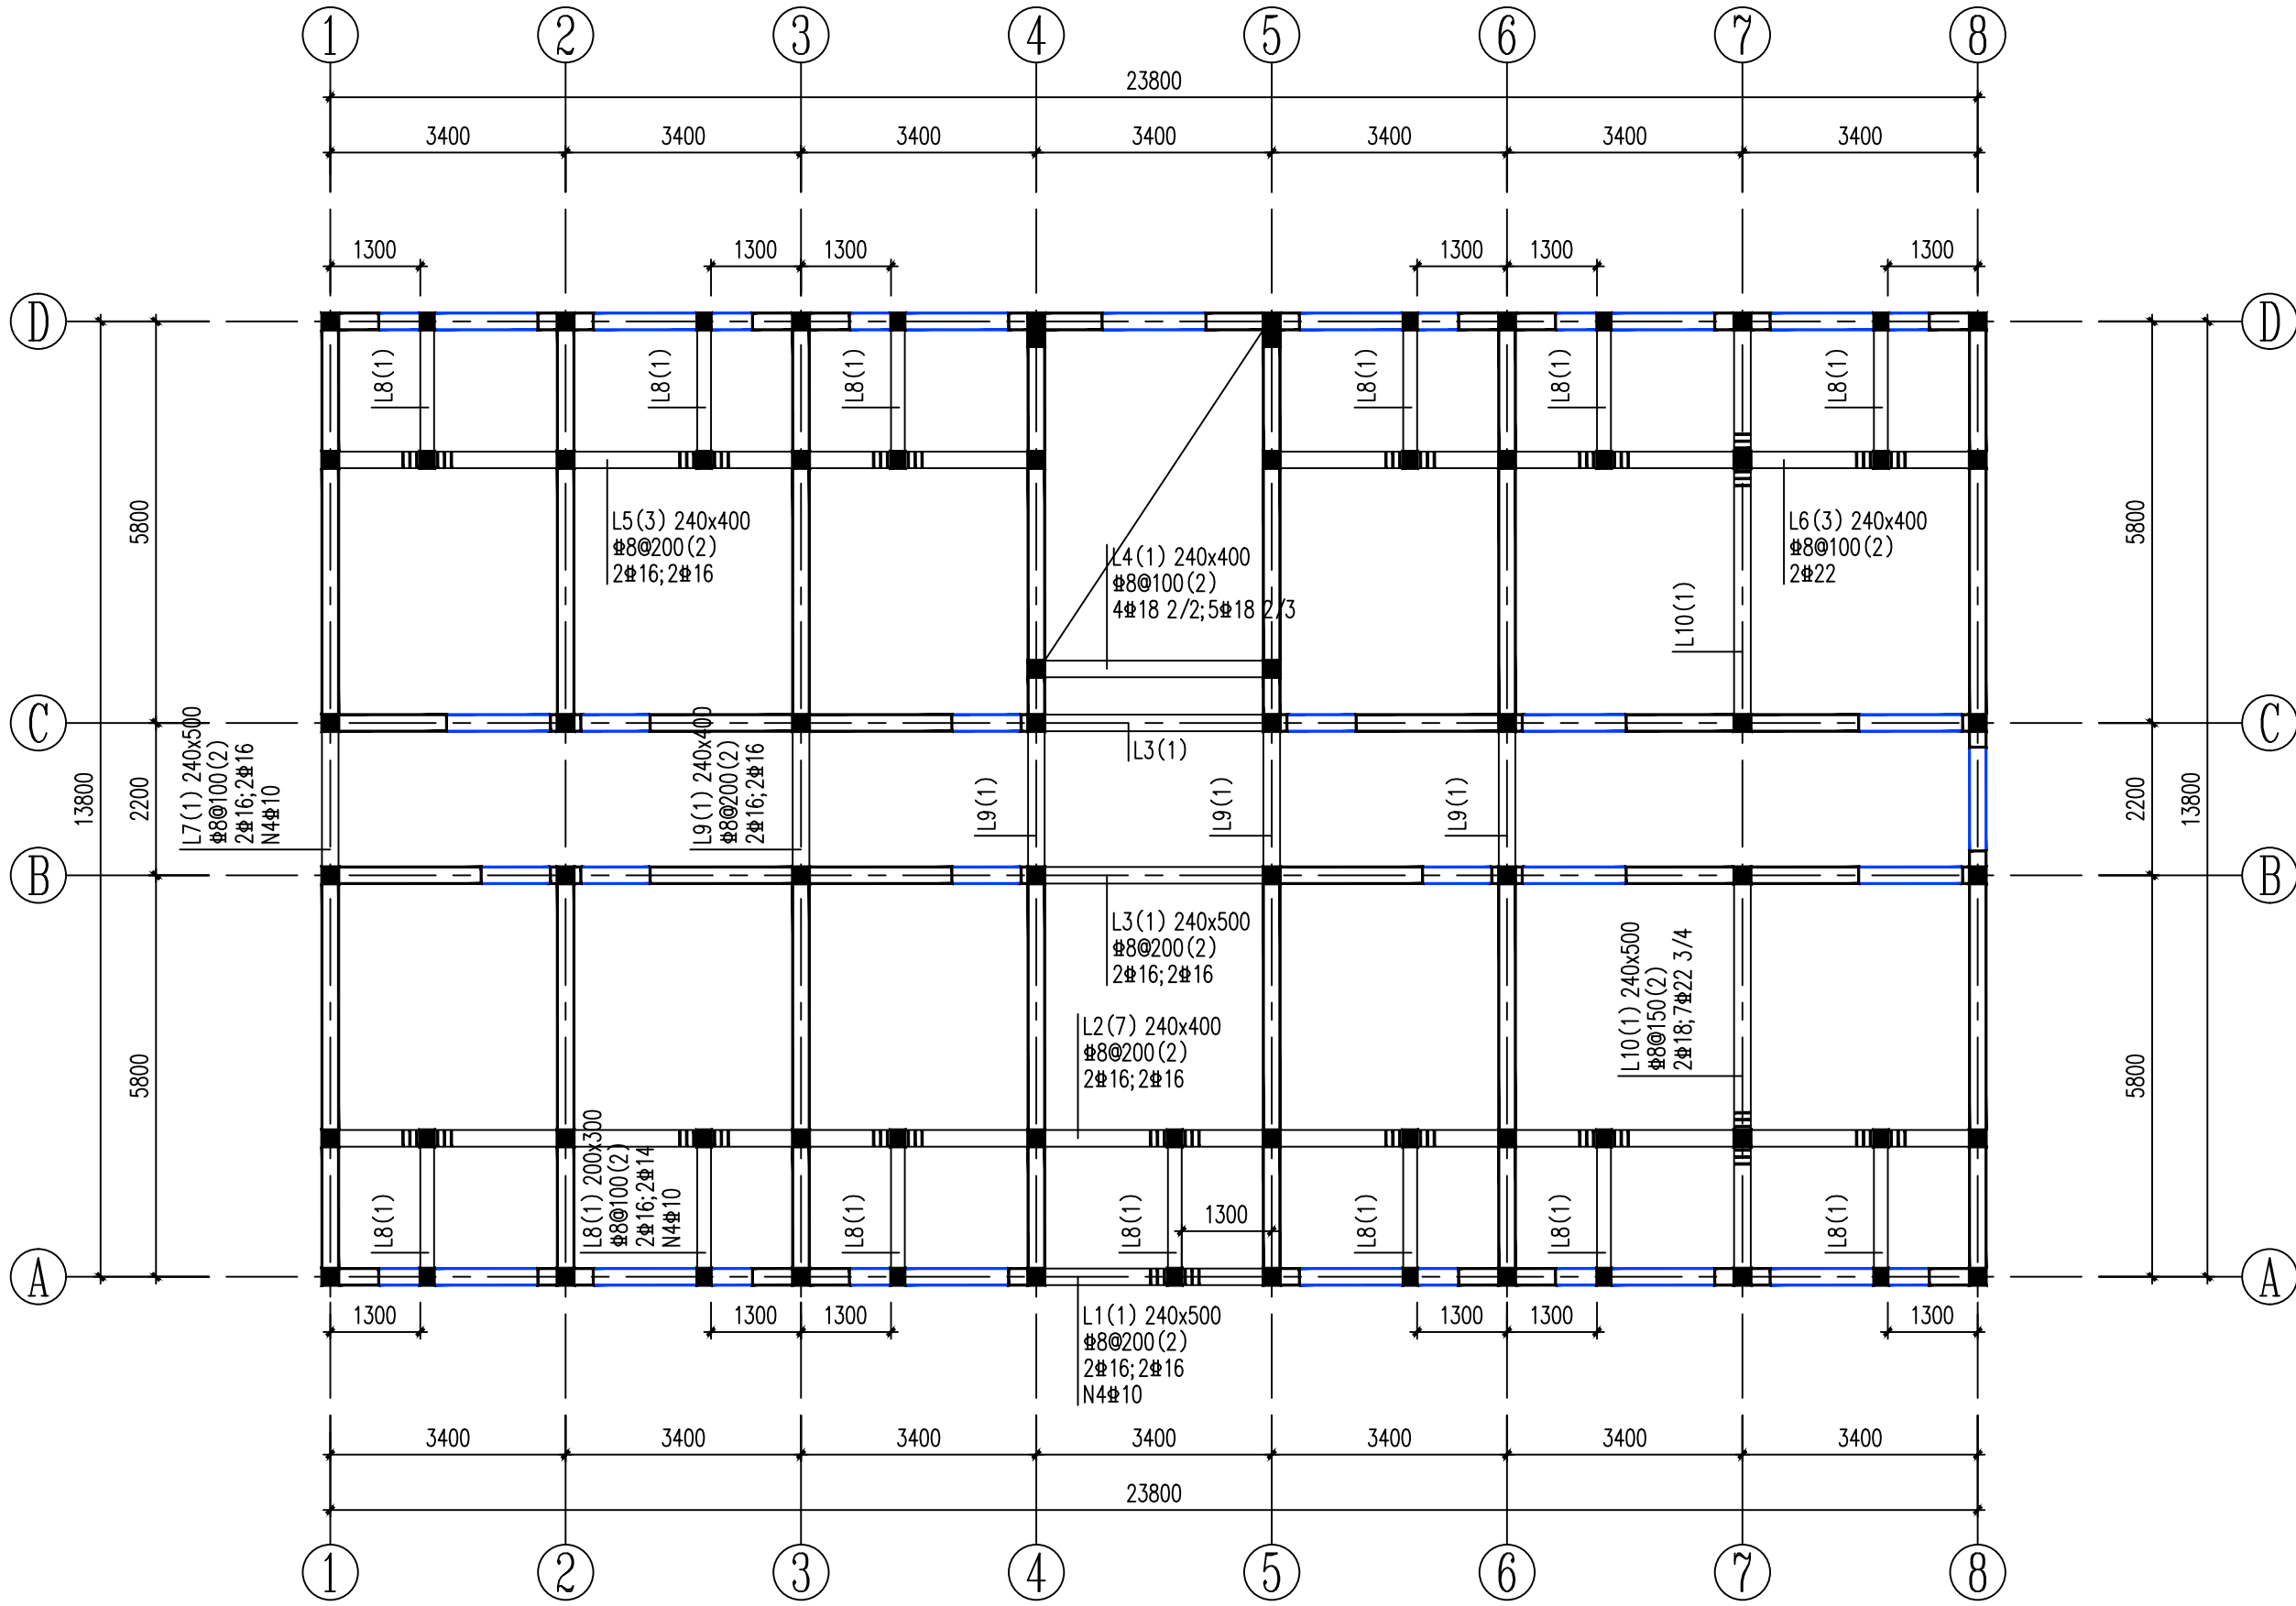 1 2 3 4 5 6 7 8
23800
3400 3400 3400 3400 3400 3400 3400
1300 1300 1300 1300 1300 1300
D D
L8(1) L8(1) L8(1) L8(1) L8(1) L8(1)
5800 5800
L5(3) 240x400
⌀8@200(2)
2⌀16;2⌀16
L4(1) 240x400
⌀8@100(2)
4⌀18 2/2;5⌀18 2/3
L6(3) 240x400
⌀8@100(2)
2⌀22
L10(1)
C C
L3(1)
13800 13800
2200 2200
L7(1) 240x500
⌀8@100(2)
2⌀16;2⌀16
N4⌀10
L9(1) 240x400
⌀8@200(2)
2⌀16;2⌀16
L9(1) L9(1) L9(1)
B B
L3(1) 240x500
⌀8@200(2)
2⌀16;2⌀16
L2(7) 240x400
⌀8@200(2)
2⌀16;2⌀16
L10(1) 240x500
⌀8@150(2)
2⌀18;7⌀22 3/4
5800 5800
L8(1)
L8(1) 200x300
⌀8@100(2)
2⌀16;2⌀14
N4⌀10
L8(1) L8(1) L8(1) L8(1) L8(1)
1300
A A
1300 1300 1300 1300 1300 1300
L1(1) 240x500
⌀8@200(2)
2⌀16;2⌀16
N4⌀10
3400 3400 3400 3400 3400 3400 3400
23800
1 2 3 4 5 6 7 8